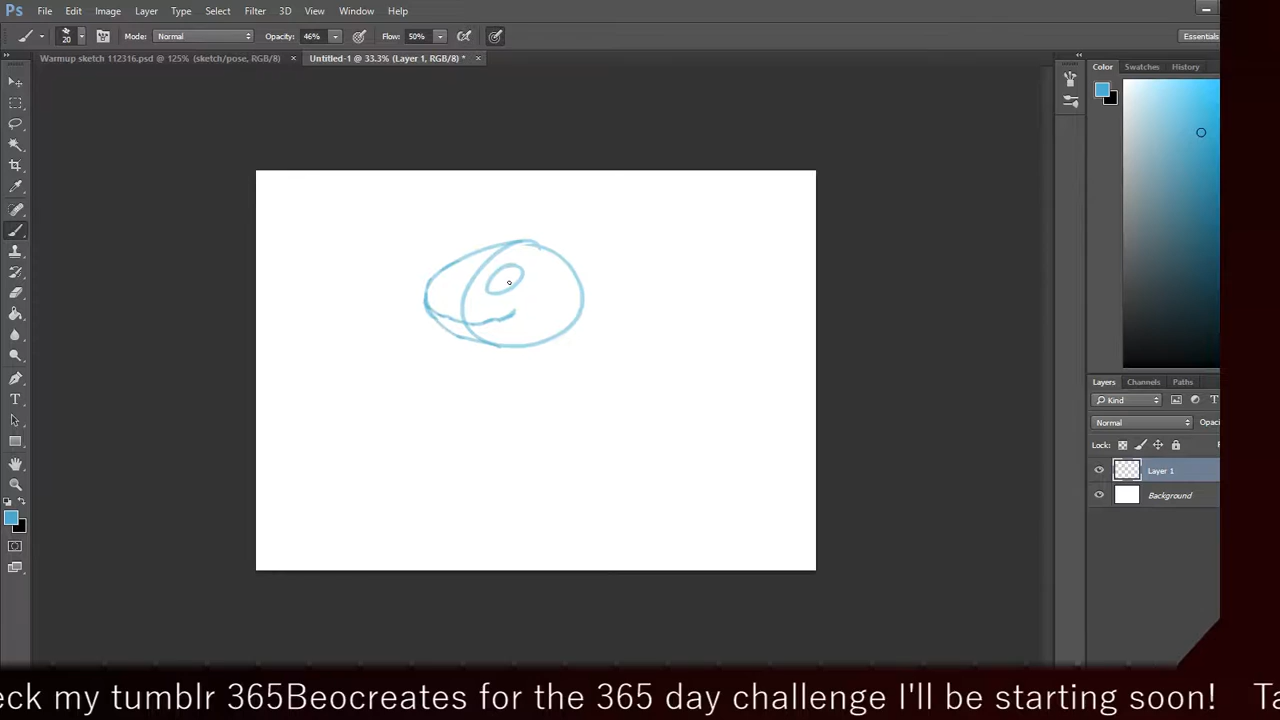 Ps File Edit Image Layer Type Select Filter 3D View Window Help
20 Mode: Normal Opacity: 46% Flow: 50% Essentials
Warmup sketch 112316.psd @ 125% (sketch/pose, RGB/8) × Untitled-1 @ 33.3% (Layer 1, RGB/8) * ×
Color Swatches History
Layers Channels Paths
Kind
Normal Opaci
Lock:
Layer 1
Background
eck my tumblr 365Beocreates for the 365 day challenge I'll be starting soon! Ta